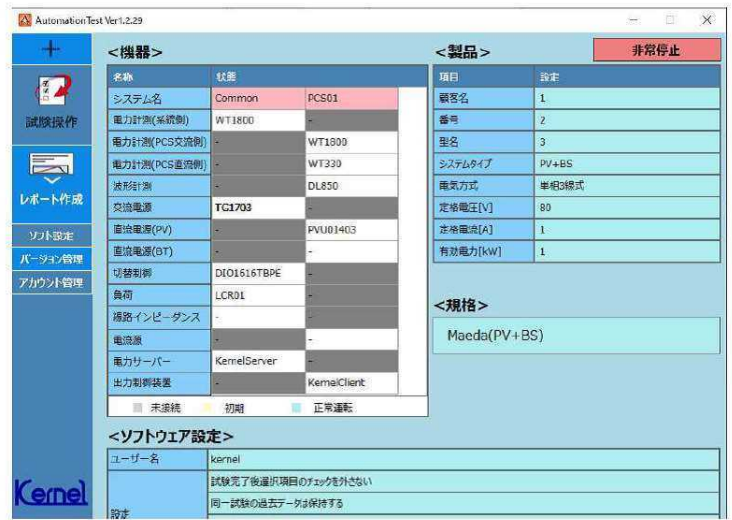 AutomationTest Ver1.2.29
<機器>
<製品>
非常停止
試験操作
レポート作成
ソフト設定
バージョン管理
アカウント管理
名称 状態
システム名 Common PCS01
電力計測(系統側) WT1800 -
電力計測(PCS交流側) - WT1800
電力計測(PCS直流側) - WT330
波形計測 - DL850
交流電源 TG1703 -
直流電源(PV) - PVU01403
直流電源(BT) - -
切替制御 DIO1616TBPE -
負荷 LCR01 -
線路インピーダンス - -
電流源 - -
電力サーバー KernelServer -
出力制御装置 - KernelClient
未接続 初期 正常運転
項目 設定
顧客名 1
番号 2
型名 3
システムタイプ PV+BS
電気方式 単相3線式
定格電圧[V] 80
定格電流[A] 1
有効電力[kW] 1
<規格>
Maeda(PV+BS)
<ソフトウェア設定>
ユーザー名 kernel
設定
試験完了後選択項目のチェックを外さない
同一試験の過去データは保持する
Kernel